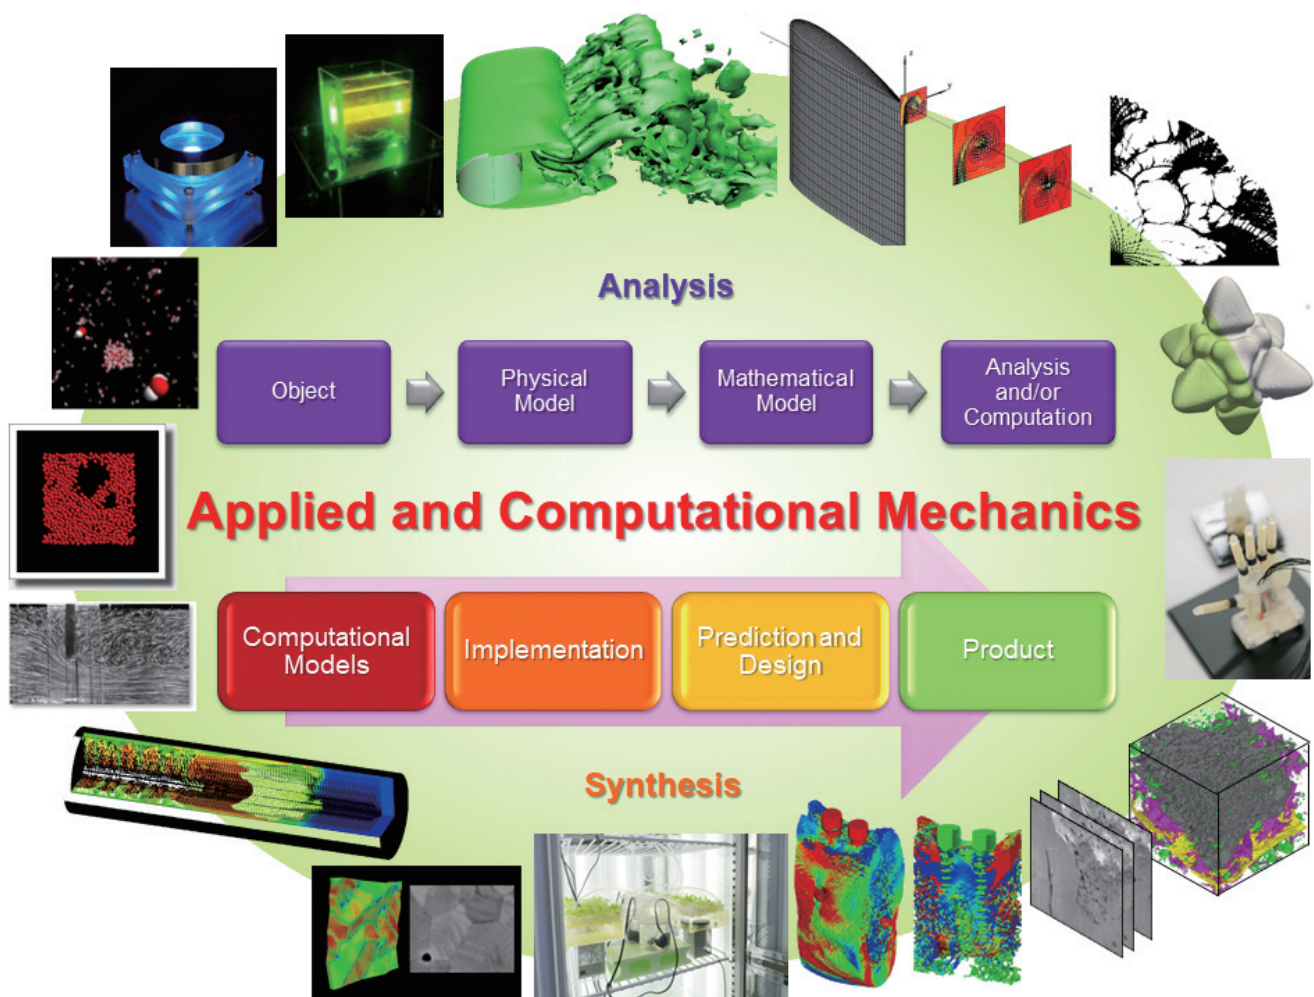 Analysis
Object
Physical
Model
Mathematical
Model
Analysis
and/or
Computation
Applied and Computational Mechanics
Computational
Models
Implementation
Prediction and
Design
Product
Synthesis
z
y
x